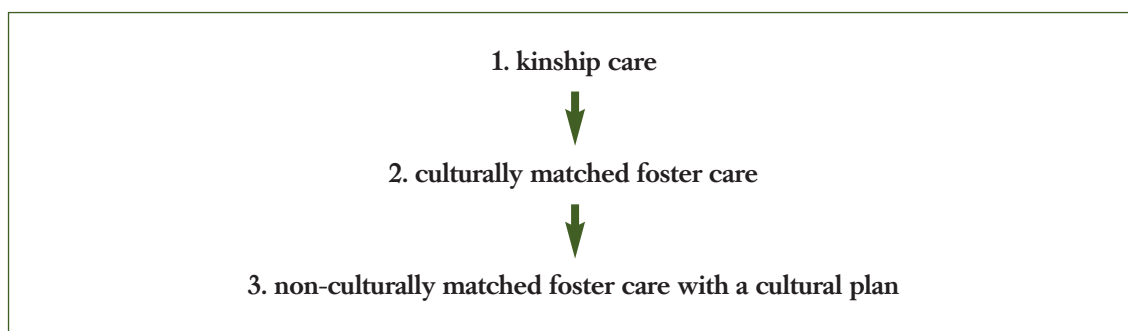 1. kinship care
2. culturally matched foster care
3. non-culturally matched foster care with a cultural plan